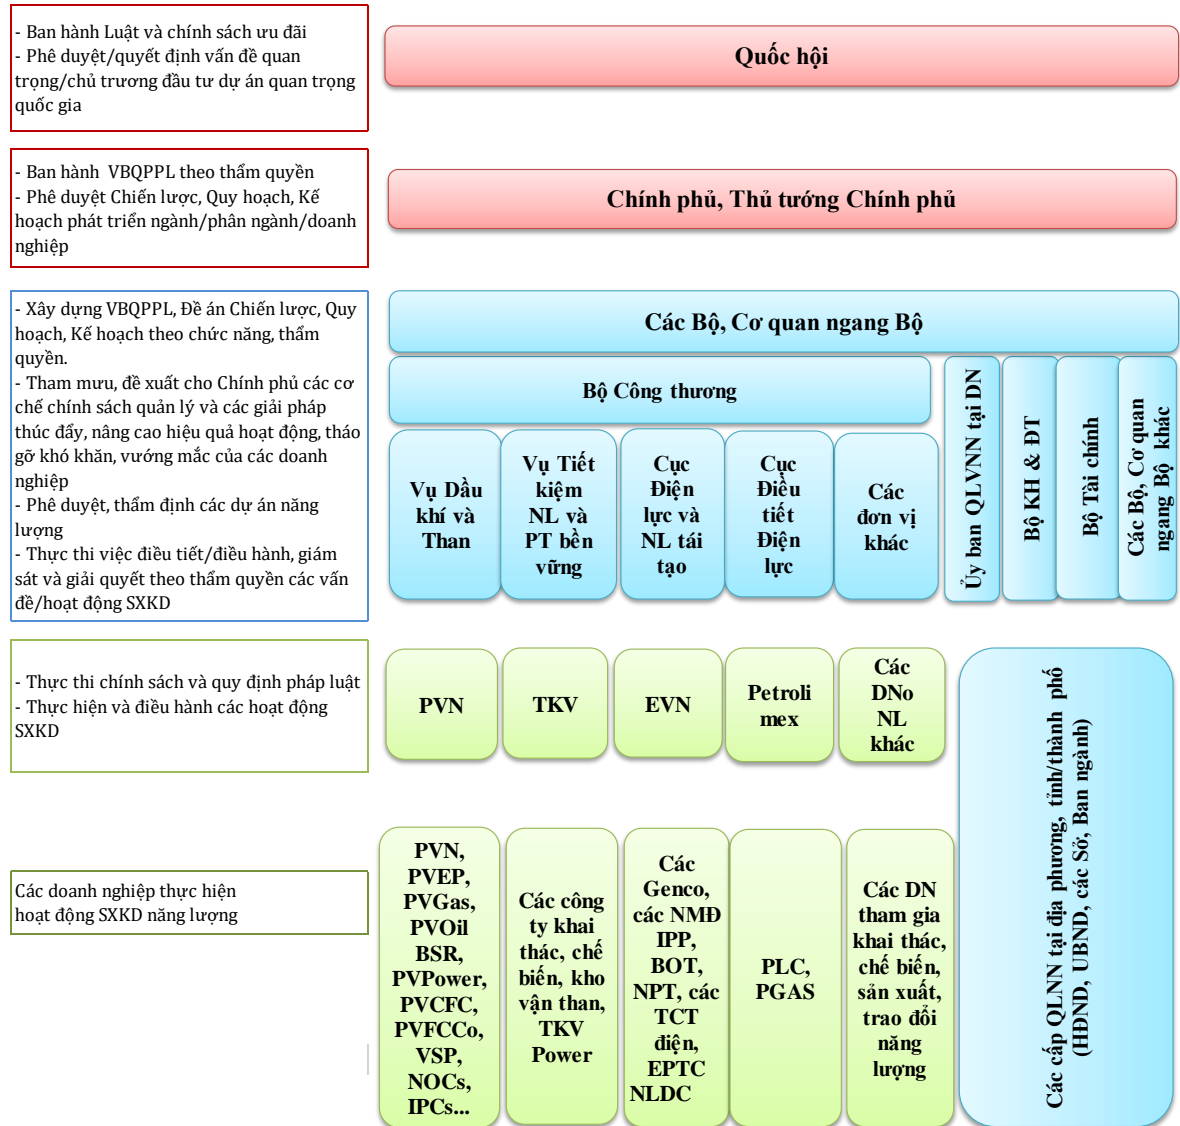 - Ban hành Luật và chính sách ưu đãi
- Phê duyệt/quyết định vấn đề quan
trọng/chủ trương đầu tư dự án quan trọng
quốc gia
Quốc hội
- Ban hành VBQPPL theo thẩm quyền
- Phê duyệt Chiến lược, Quy hoạch, Kế
hoạch phát triển ngành/phân ngành/doanh
nghiệp
Chính phủ, Thủ tướng Chính phủ
- Xây dựng VBQPPL, Đề án Chiến lược, Quy
hoạch, Kế hoạch theo chức năng, thẩm
quyền.
- Tham mưu, đề xuất cho Chính phủ các cơ
chế chính sách quản lý và các giải pháp
thúc đẩy, nâng cao hiệu quả hoạt động, tháo
gỡ khó khăn, vướng mắc của các doanh
nghiệp
- Phê duyệt, thẩm định các dự án năng
lượng
- Thực thi việc điều tiết/điều hành, giám
sát và giải quyết theo thẩm quyền các vấn
đề/hoạt động SXKD
Các Bộ, Cơ quan ngang Bộ
Bộ Công thương
Vụ Dầu
khí và
Than
Vụ Tiết
kiệm
NL và
PT bền
vững
Cục
Điện
lực và
NL tái
tạo
Cục
Điều
tiết
Điện
lực
Các
đơn vị
khác
Ủy ban QLVNN tại DN
Bộ KH & ĐT
Bộ Tài chính
Các Bộ, Cơ quan
ngang Bộ khác
- Thực thi chính sách và quy định pháp luật
- Thực hiện và điều hành các hoạt động
SXKD
PVN
TKV
EVN
Petroli
mex
Các
DNo
NL
khác
Các cấp QLNN tại địa phương, tỉnh/thành phố
(HĐND, UBND, các Sở, Ban ngành)
Các doanh nghiệp thực hiện
hoạt động SXKD năng lượng
PVN,
PVEP,
PVGas,
PVOil
BSR,
PVPower,
PVCFC,
PVFCCo,
VSP,
NOCs,
IPCs...
Các công
ty khai
thác, chế
biến, kho
vận than,
TKV
Power
Các
Genco,
các NMĐ
IPP,
BOT,
NPT, các
TCT
điện,
EPTC
NLDC
PLC,
PGAS
Các DN
tham gia
khai thác,
chế biến,
sản xuất,
trao đổi
năng
lượng